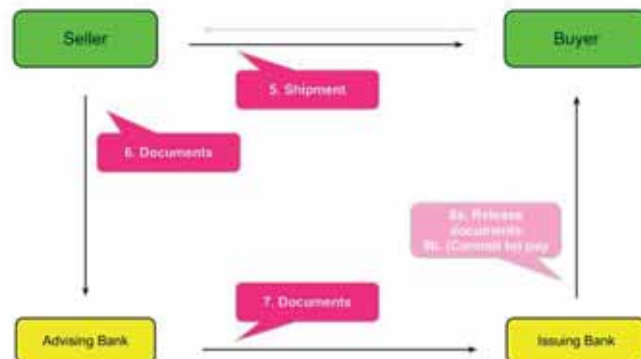 Seller
Buyer
5. Shipment
6. Documents
8a. Release
documents
8b. (Commit to) pay
7. Documents
Advising Bank
Issuing Bank